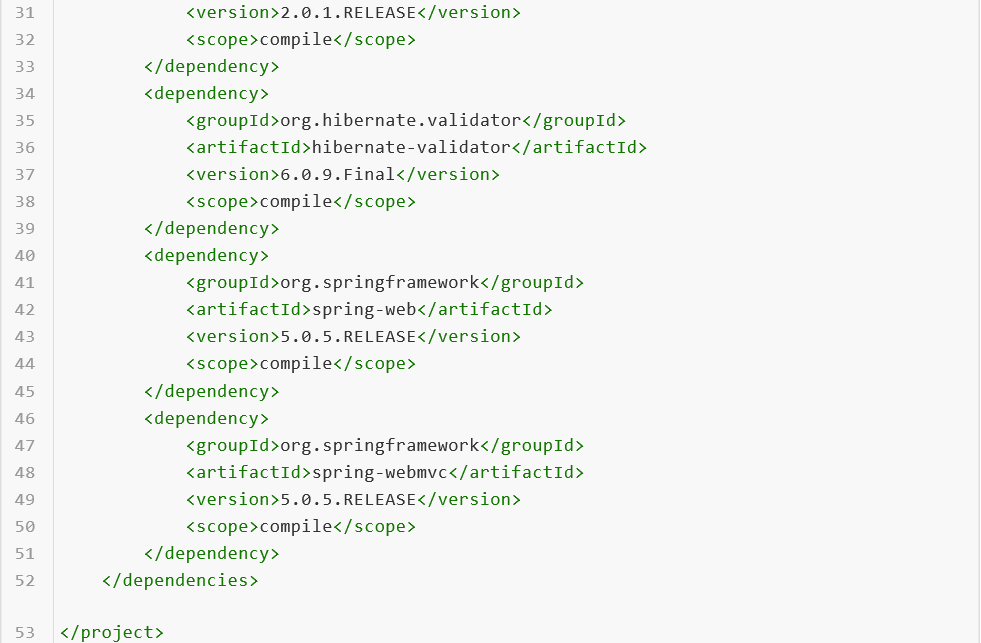 31 <version>2.0.1.RELEASE</version>
32 <scope>compile</scope>
33 </dependency>
34 <dependency>
35 <groupId>org.hibernate.validator</groupId>
36 <artifactId>hibernate-validator</artifactId>
37 <version>6.0.9.Final</version>
38 <scope>compile</scope>
39 </dependency>
40 <dependency>
41 <groupId>org.springframework</groupId>
42 <artifactId>spring-web</artifactId>
43 <version>5.0.5.RELEASE</version>
44 <scope>compile</scope>
45 </dependency>
46 <dependency>
47 <groupId>org.springframework</groupId>
48 <artifactId>spring-webmvc</artifactId>
49 <version>5.0.5.RELEASE</version>
50 <scope>compile</scope>
51 </dependency>
52 </dependencies>
53 </project>